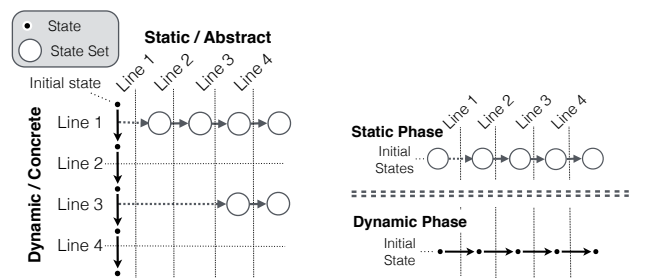 State
State Set
Static / Abstract
Line 1
Line 2
Line 3
Line 4
Initial state
Dynamic / Concrete
Line 1
Line 2
Line 3
Line 4
Line 1
Line 2
Line 3
Line 4
Static Phase
Initial
States
Dynamic Phase
Initial
State